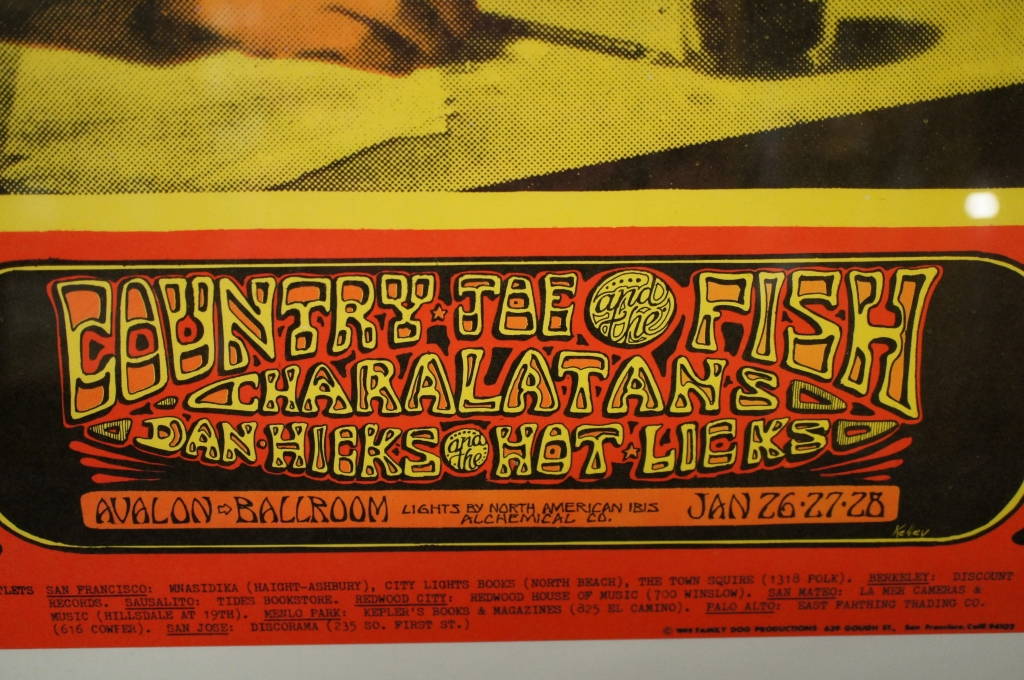 COUNTRY JOE and the FISH
CHARALATANS
DAN HICKS and the HOT LICKS
AVALON BALLROOM LIGHTS BY NORTH AMERICAN IBIS ALCHEMICAL CO. JAN 26·27·28
Kelley
TLETS SAN FRANCISCO: MNASIDIKA (HAIGHT-ASHBURY), CITY LIGHTS BOOKS (NORTH BEACH), THE TOWN SQUIRE (1318 POLK). BERKELEY: DISCOUNT
RECORDS. SAUSALITO: TIDES BOOKSTORE. REDWOOD CITY: REDWOOD HOUSE OF MUSIC (700 WINSLOW). SAN MATEO: LA MER CAMERAS &
MUSIC (HILLSDALE AT 19TH). MENLO PARK: KEPLER'S BOOKS & MAGAZINES (825 EL CAMINO). PALO ALTO: EAST FARTHING TRADING CO.
(616 COWPER). SAN JOSE: DISCORAMA (235 SO. FIRST ST.)
© FAMILY DOG PRODUCTIONS 639 GOUGH ST., San Francisco, Calif. 94102